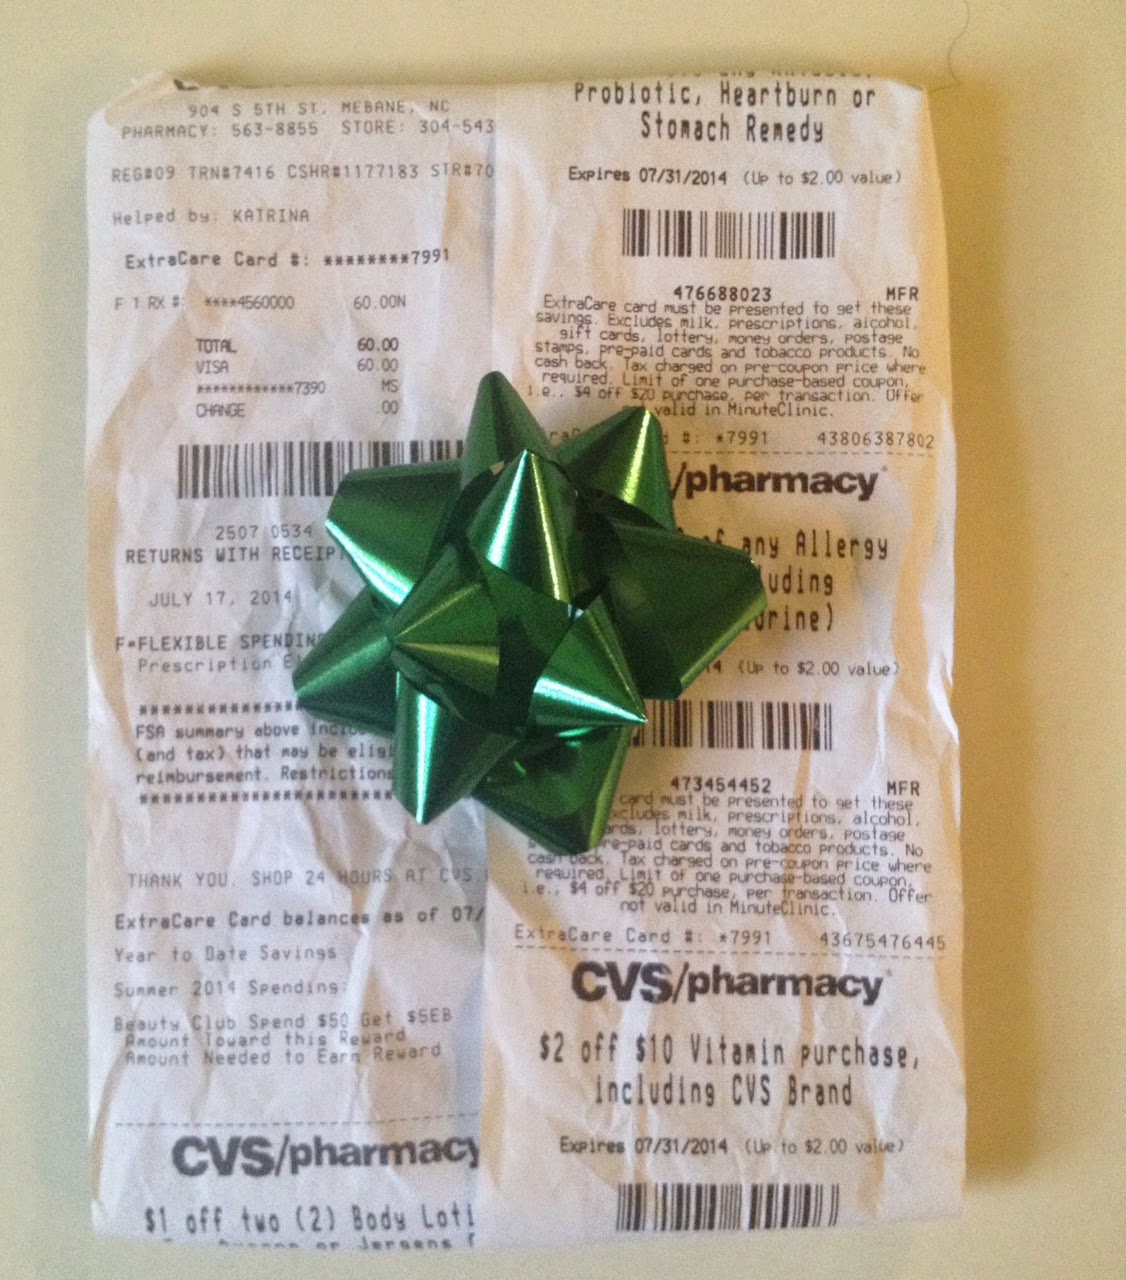 904 S 5TH ST. MEBANE, NC
PHARMACY: 563-8855 STORE: 304-543
REG#09 TRN#7416 CSHR#1177183 STR#70
Helped by: KATRINA
ExtraCare Card #: ********7991
F 1 RX #: ****4560000 60.00N
TOTAL 60.00
VISA 60.00
************7390 MS
CHANGE .00
2507 0534
RETURNS WITH RECEIPT
JULY 17, 2014
F=FLEXIBLE SPENDING
Prescription
***********************
FSA summary above
(and tax) that may be
reimbursement. Restrictions
***********************
THANK YOU. SHOP 24 HOURS AT CVS.
ExtraCare Card balances as of 07/
Year to Date Savings
Summer 2014 Spending:
Beauty Club Spend $50 Get $5EB
Amount Toward this Reward
Amount Needed to Earn Reward
CVS/pharmacy
$1 off two (2) Body Loti
or Jergens
Probiotic, Heartburn or
Stomach Remedy
Expires 07/31/2014 (Up to $2.00 value)
476688023 MFR
ExtraCare card must be presented to get these
savings. Excludes milk, prescriptions, alcohol,
gift cards, lottery, money orders, postage
stamps, pre-paid cards and tobacco products. No
cash back. Tax charged on pre-coupon price where
required. Limit of one purchase-based coupon,
i.e., $4 off $20 purchase, per transaction. Offer
valid in MinuteClinic.
#: *7991 43806387802
/pharmacy
of any Allergy
uding
rine)
14 (Up to $2.00 value)
473454452 MFR
card must be presented to get these
xcludes milk, prescriptions, alcohol,
ards, lottery, money orders, postage
re-paid cards and tobacco products. No
cash back. Tax charged on pre-coupon price where
required. Limit of one purchase-based coupon,
i.e., $4 off $20 purchase, per transaction. Offer
not valid in MinuteClinic.
ExtraCare Card #: *7991 43675476445
CVS/pharmacy
$2 off $10 Vitamin purchase,
including CVS Brand
Expires 07/31/2014 (Up to $2.00 value)